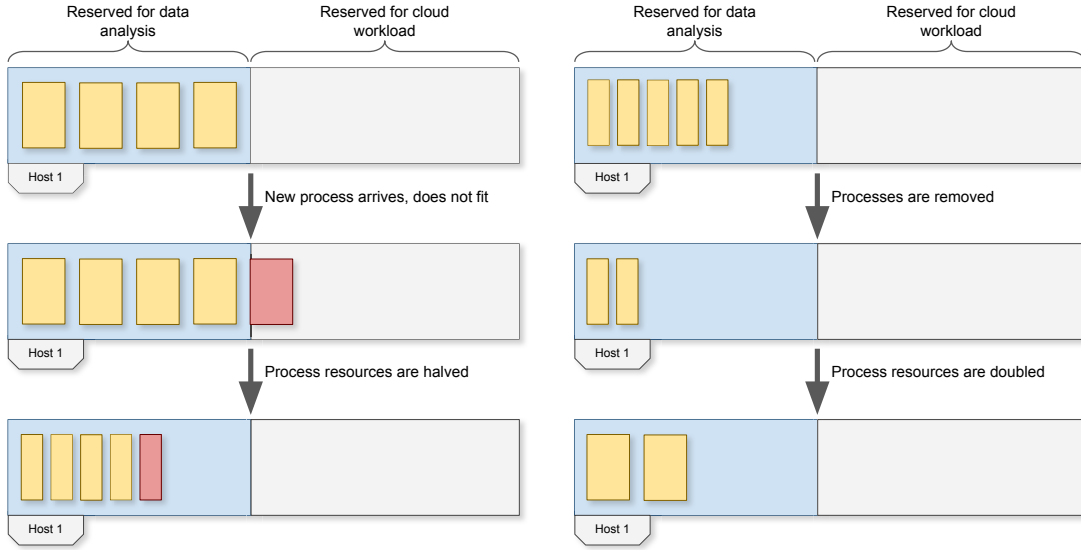 Reserved for data
analysis
Reserved for cloud
workload
Host 1
New process arrives, does not fit
Host 1
Process resources are halved
Host 1
Reserved for data
analysis
Reserved for cloud
workload
Host 1
Processes are removed
Host 1
Process resources are doubled
Host 1